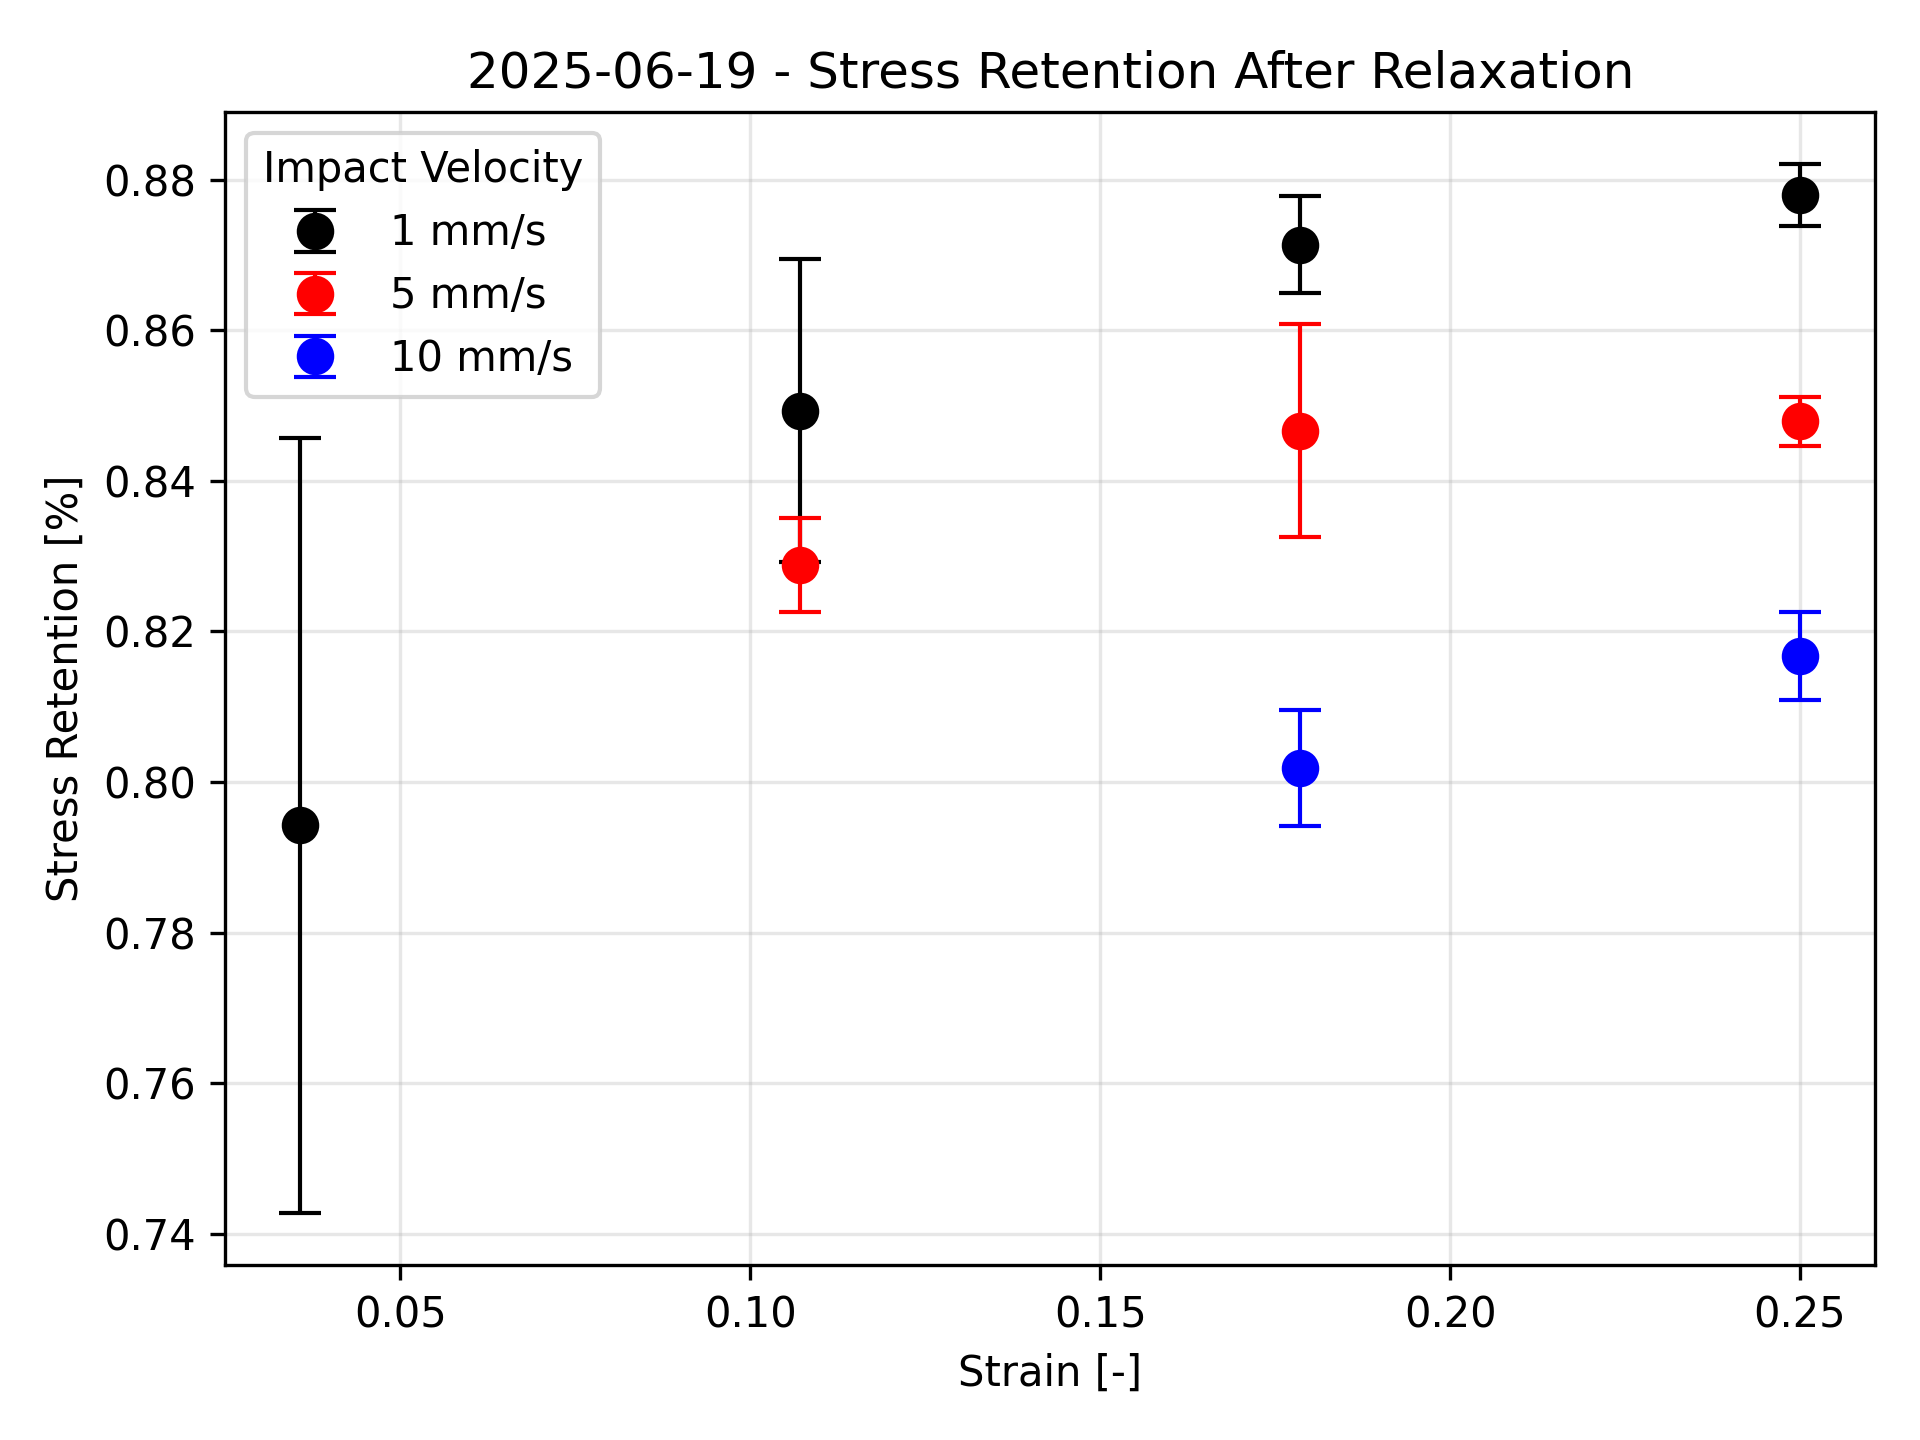 2025-06-19 - Stress Retention After Relaxation
Impact Velocity
1 mm/s
5 mm/s
10 mm/s
Stress Retention [%]
0.88
0.86
0.84
0.82
0.80
0.78
0.76
0.74
0.05
0.10
0.15
0.20
0.25
Strain [-]